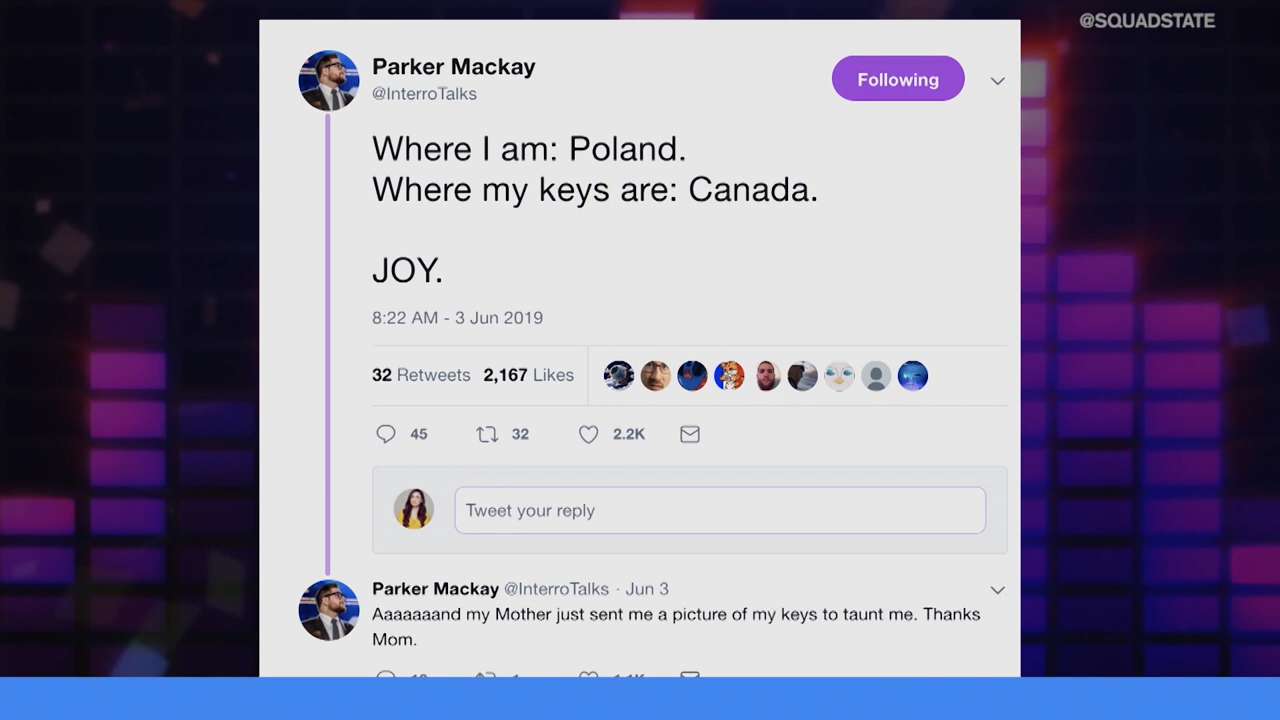 @SQUADSTATE
Parker Mackay
@InterroTalks
Following
Where I am: Poland.
Where my keys are: Canada.
JOY.
8:22 AM - 3 Jun 2019
32 Retweets 2,167 Likes
45 32 2.2K
Tweet your reply
Parker Mackay @InterroTalks · Jun 3
Aaaaaaand my Mother just sent me a picture of my keys to taunt me. Thanks
Mom.